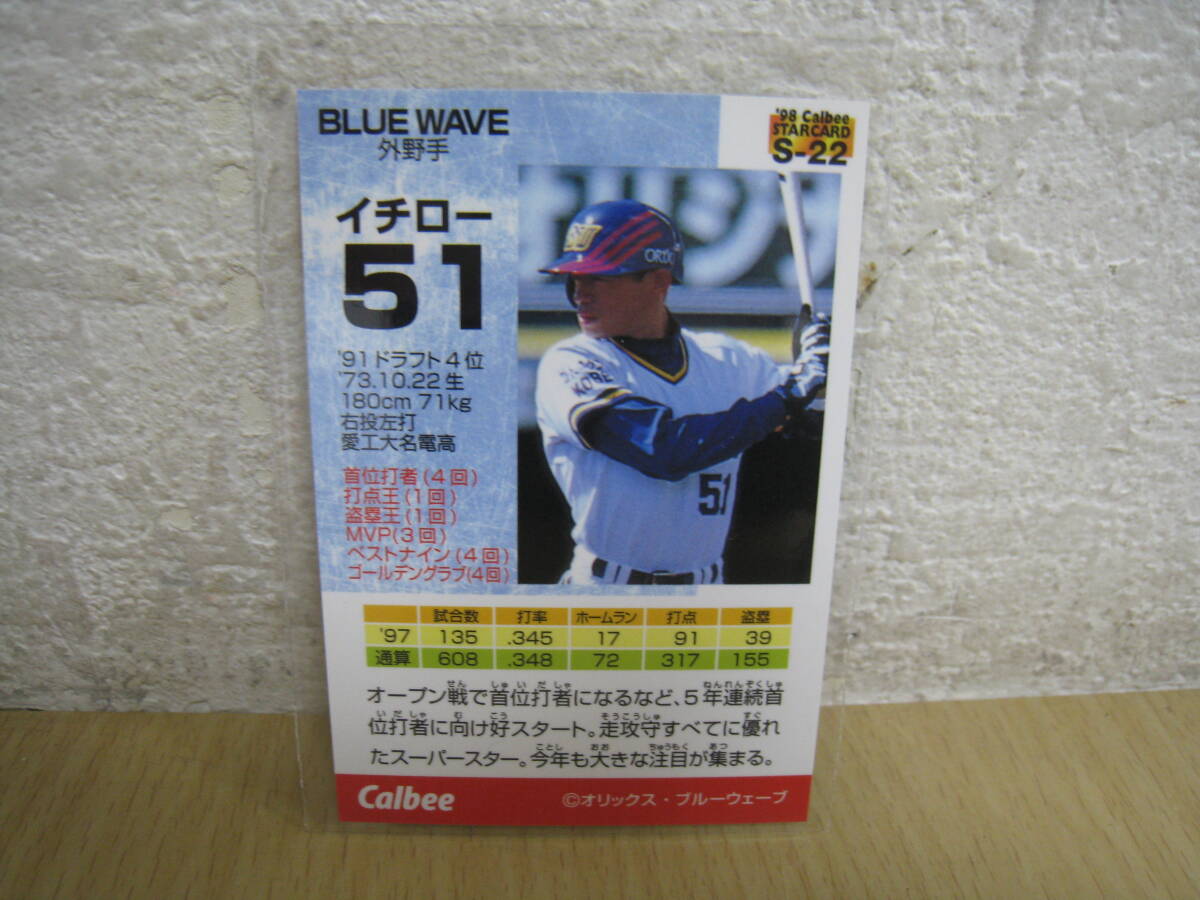 BLUE WAVE
外野手
'98 Calbee
STARCARD
S-22
イチロー
51
'91ドラフト4位
'73.10.22生
180cm 71kg
右投左打
愛工大名電高
首位打者(4回)
打点王(1回)
盗塁王(1回)
MVP(3回)
ベストナイン(4回)
ゴールデングラブ(4回)
KOBE
51
試合数 打率 ホームラン 打点 盗塁
'97 135 .345 17 91 39
通算 608 .348 72 317 155
オープン戦で首位打者になるなど、5年連続首
位打者に向け好スタート。走攻守すべてに優れ
たスーパースター。今年も大きな注目が集まる。
Calbee
©オリックス・ブルーウェーブ